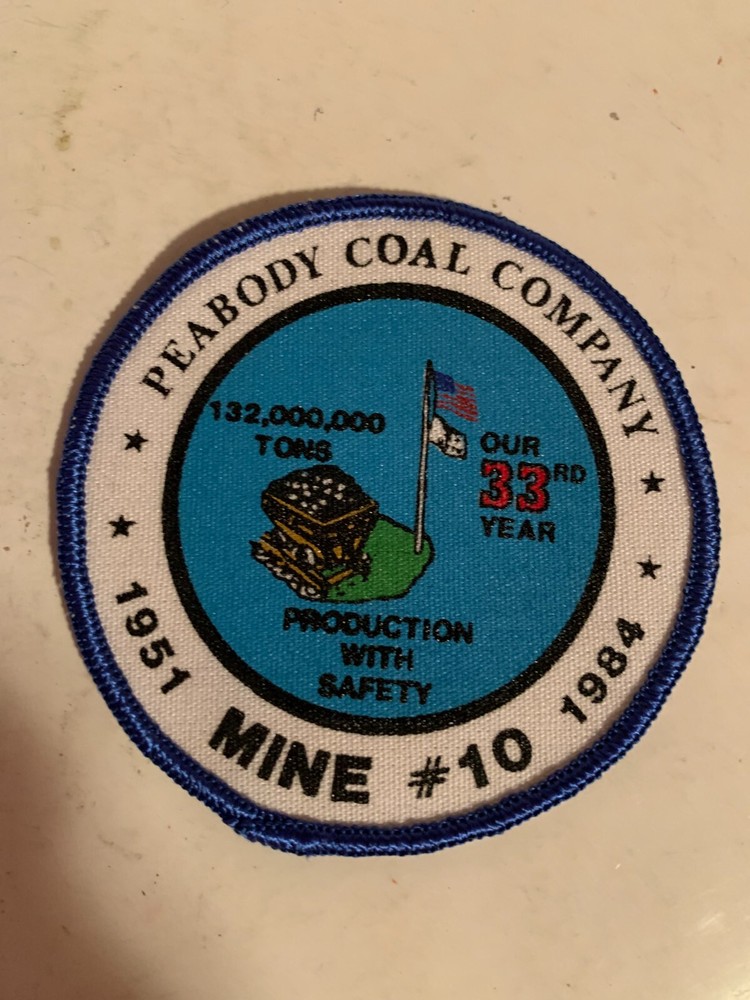 PEABODY COAL COMPANY
132,000,000
TONS
OUR
33RD
YEAR
PRODUCTION
WITH
SAFETY
1951
1984
MINE #10